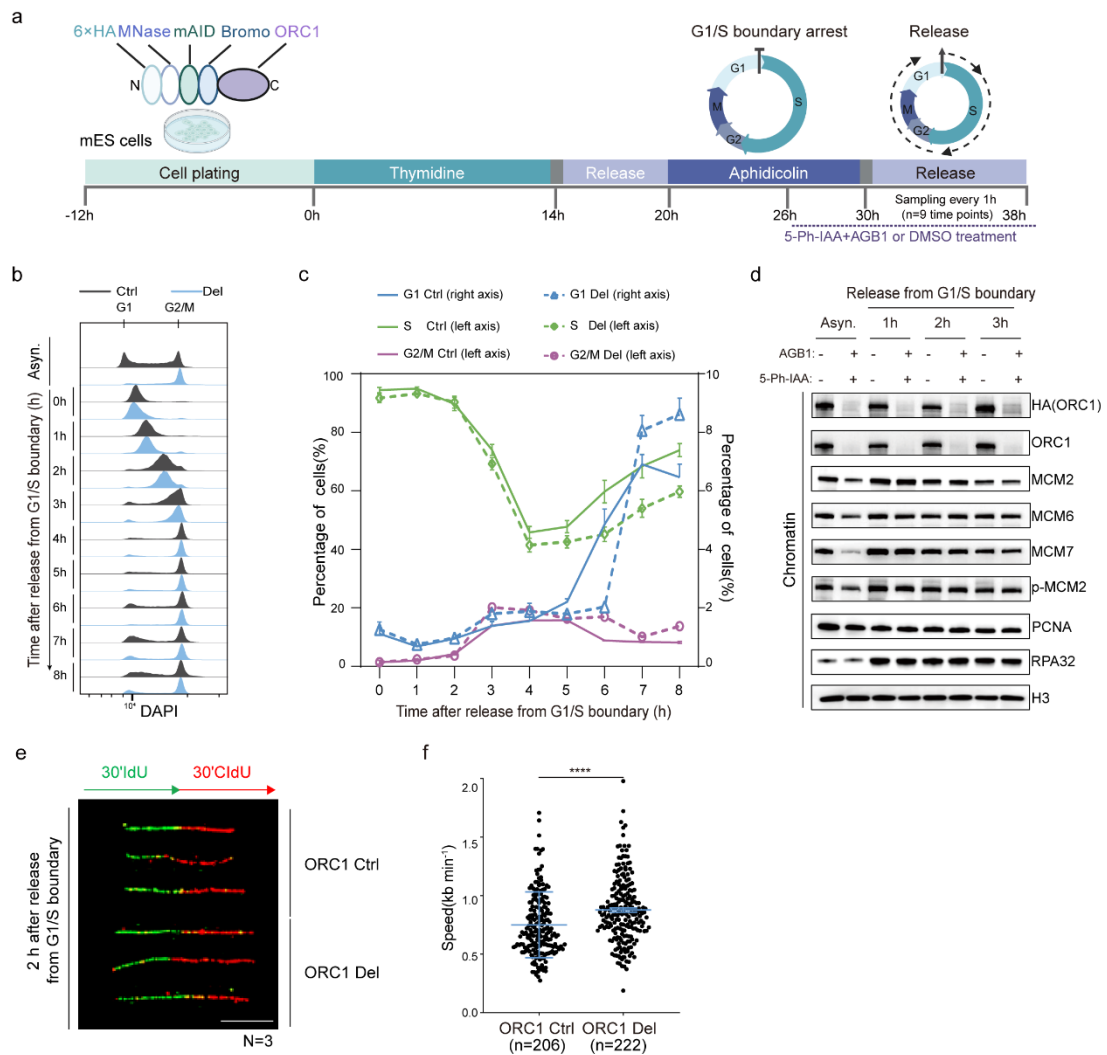 a
6×HA MNase mAID Bromo ORC1
N
C
mES cells
G1/S boundary arrest
G1
S
G2
M
Release
G1
S
G2
M
Cell plating
Thymidine
Release
Aphidicolin
Release
Sampling every 1h
(n=9 time points)
-12h
0h
14h
20h
26h
30h
38h
5-Ph-IAA+AGB1 or DMSO treatment
b
Ctrl
Del
G1
G2/M
Time after release from G1/S boundary (h)
Asyn.
0h
1h
2h
3h
4h
5h
6h
7h
8h
10⁴
DAPI
c
G1 Ctrl (right axis)
G1 Del (right axis)
S Ctrl (left axis)
S Del (left axis)
G2/M Ctrl (left axis)
G2/M Del (left axis)
Percentage of cells(%)
100
80
60
40
20
0
10
8
6
4
2
0
Percentage of cells(%)
0 1 2 3 4 5 6 7 8
Time after release from G1/S boundary (h)
d
Release from G1/S boundary
Asyn. 1h 2h 3h
AGB1: - + - + - + - +
5-Ph-IAA: - + - + - + - +
Chromatin
HA(ORC1)
ORC1
MCM2
MCM6
MCM7
p-MCM2
PCNA
RPA32
H3
e
30'IdU
30'CIdU
2 h after release
from G1/S boundary
ORC1 Ctrl
ORC1 Del
N=3
f
****
Speed(kb min⁻¹)
2.0
1.5
1.0
0.5
0.0
ORC1 Ctrl
(n=206)
ORC1 Del
(n=222)